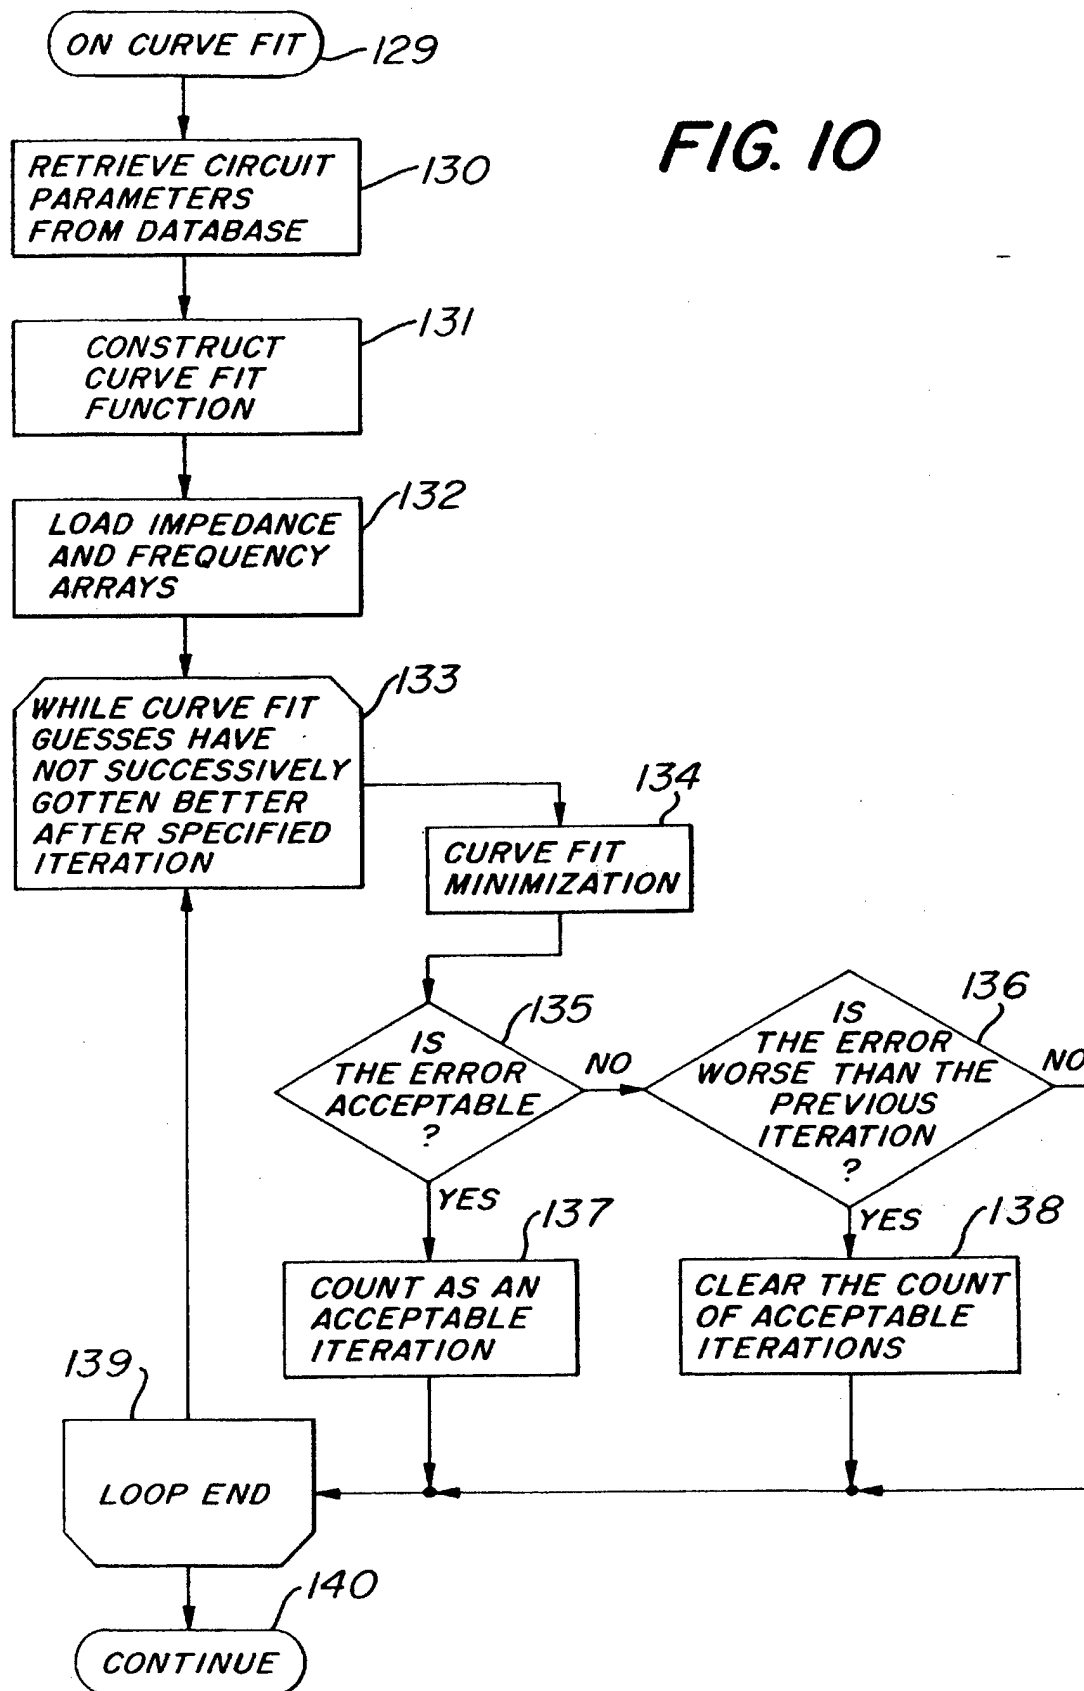 ON CURVE FIT
129
FIG. 10
RETRIEVE CIRCUIT
PARAMETERS
FROM DATABASE
130
CONSTRUCT
CURVE FIT
FUNCTION
131
LOAD IMPEDANCE
AND FREQUENCY
ARRAYS
132
WHILE CURVE FIT
GUESSES HAVE
NOT SUCCESSIVELY
GOTTEN BETTER
AFTER SPECIFIED
ITERATION
133
CURVE FIT
MINIMIZATION
134
IS
THE ERROR
ACCEPTABLE
?
135
NO
YES
IS
THE ERROR
WORSE THAN THE
PREVIOUS
ITERATION
?
136
NO
YES
COUNT AS AN
ACCEPTABLE
ITERATION
137
CLEAR THE COUNT
OF ACCEPTABLE
ITERATIONS
138
139
LOOP END
CONTINUE
140